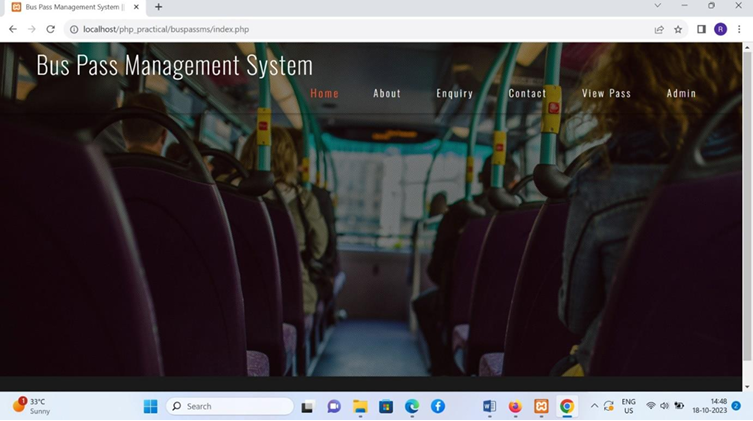 Bus Pass Management System |
localhost/php_practical/buspassms/index.php
R
Bus Pass Management System
Home About Enquiry Contact View Pass Admin
1
33°C
Sunny
Search
ENG
US
14:48
18-10-2023
2